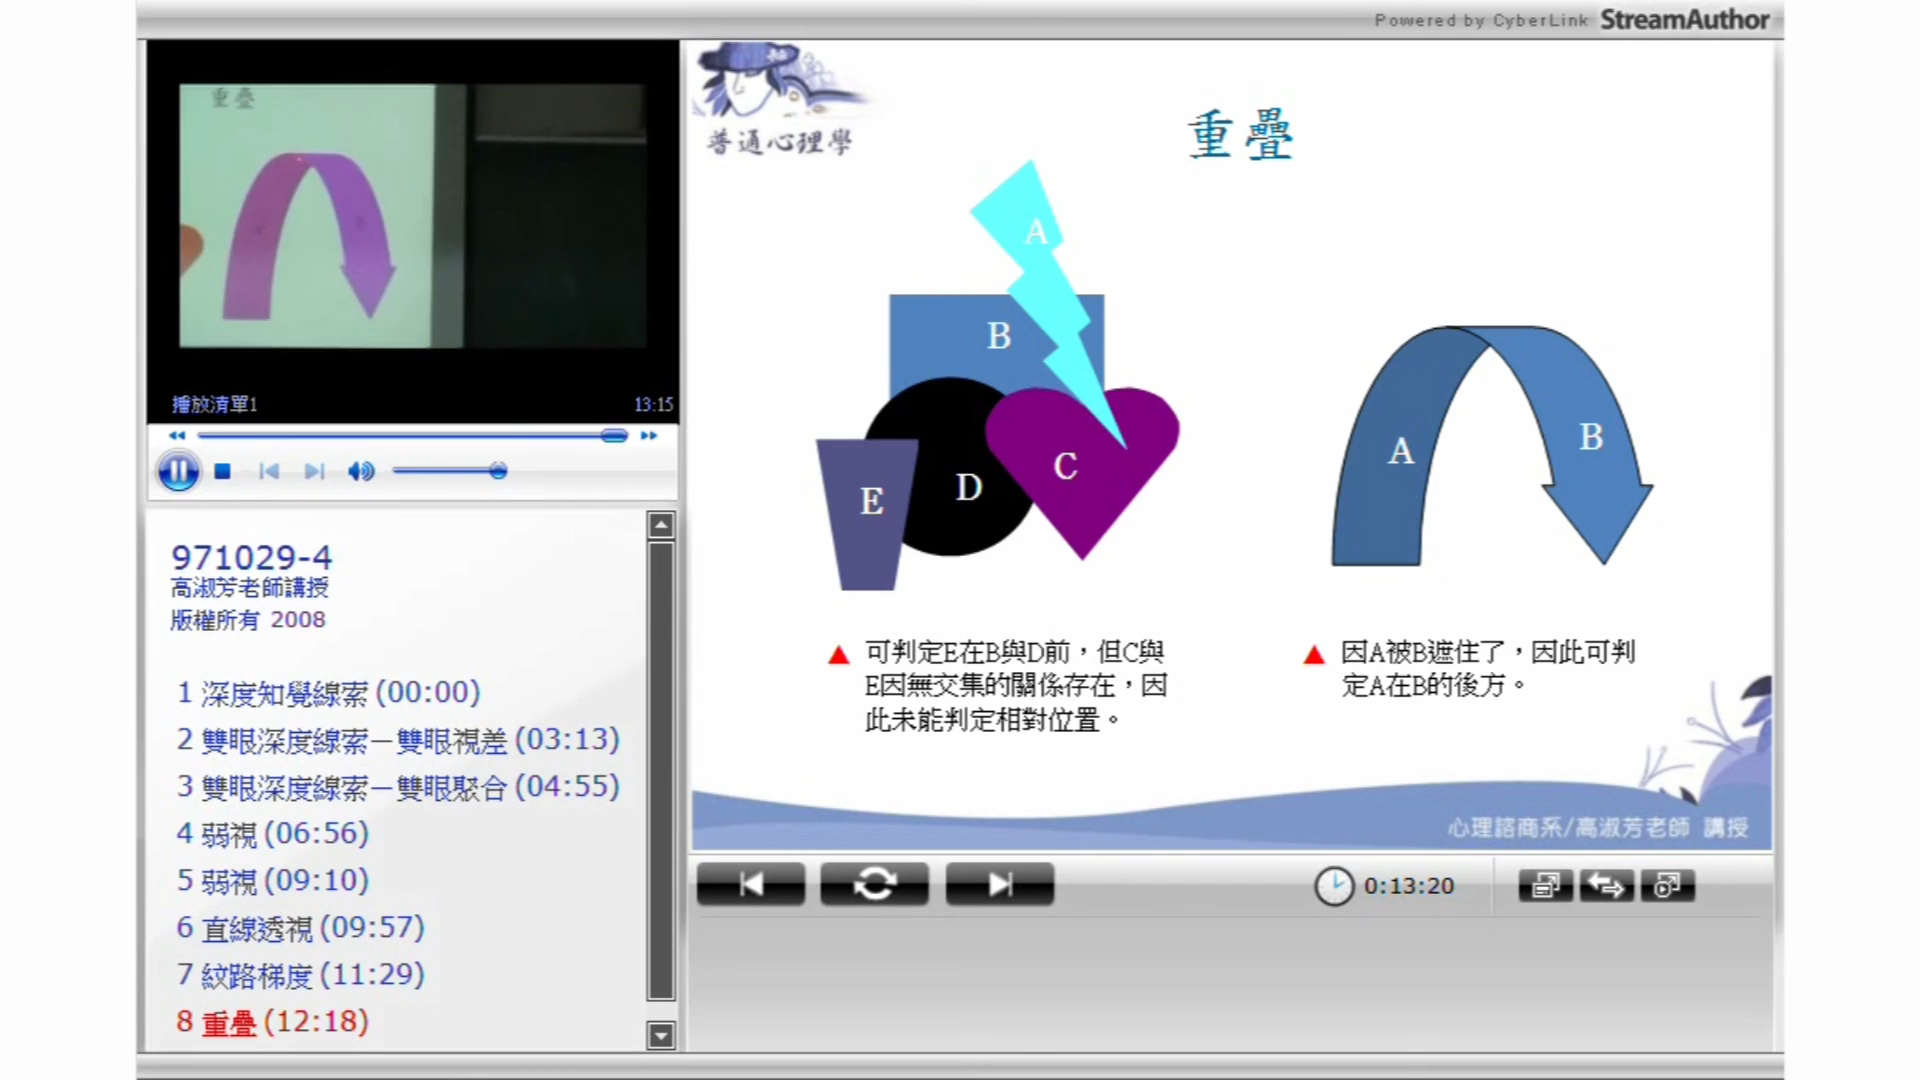 Powered by CyberLink StreamAuthor
重疊
播放清單1
13:15
971029-4
高淑芳老師講授
版權所有 2008
1 深度知覺線索 (00:00)
2 雙眼深度線索－雙眼視差 (03:13)
3 雙眼深度線索－雙眼聚合 (04:55)
4 弱視 (06:56)
5 弱視 (09:10)
6 直線透視 (09:57)
7 紋路梯度 (11:29)
8 重疊 (12:18)
普通心理學
重疊
A
B
C
D
E
A
B
可判定E在B與D前，但C與
E因無交集的關係存在，因
此未能判定相對位置。
因A被B遮住了，因此可判
定A在B的後方。
心理諮商系/高淑芳老師 講授
0:13:20